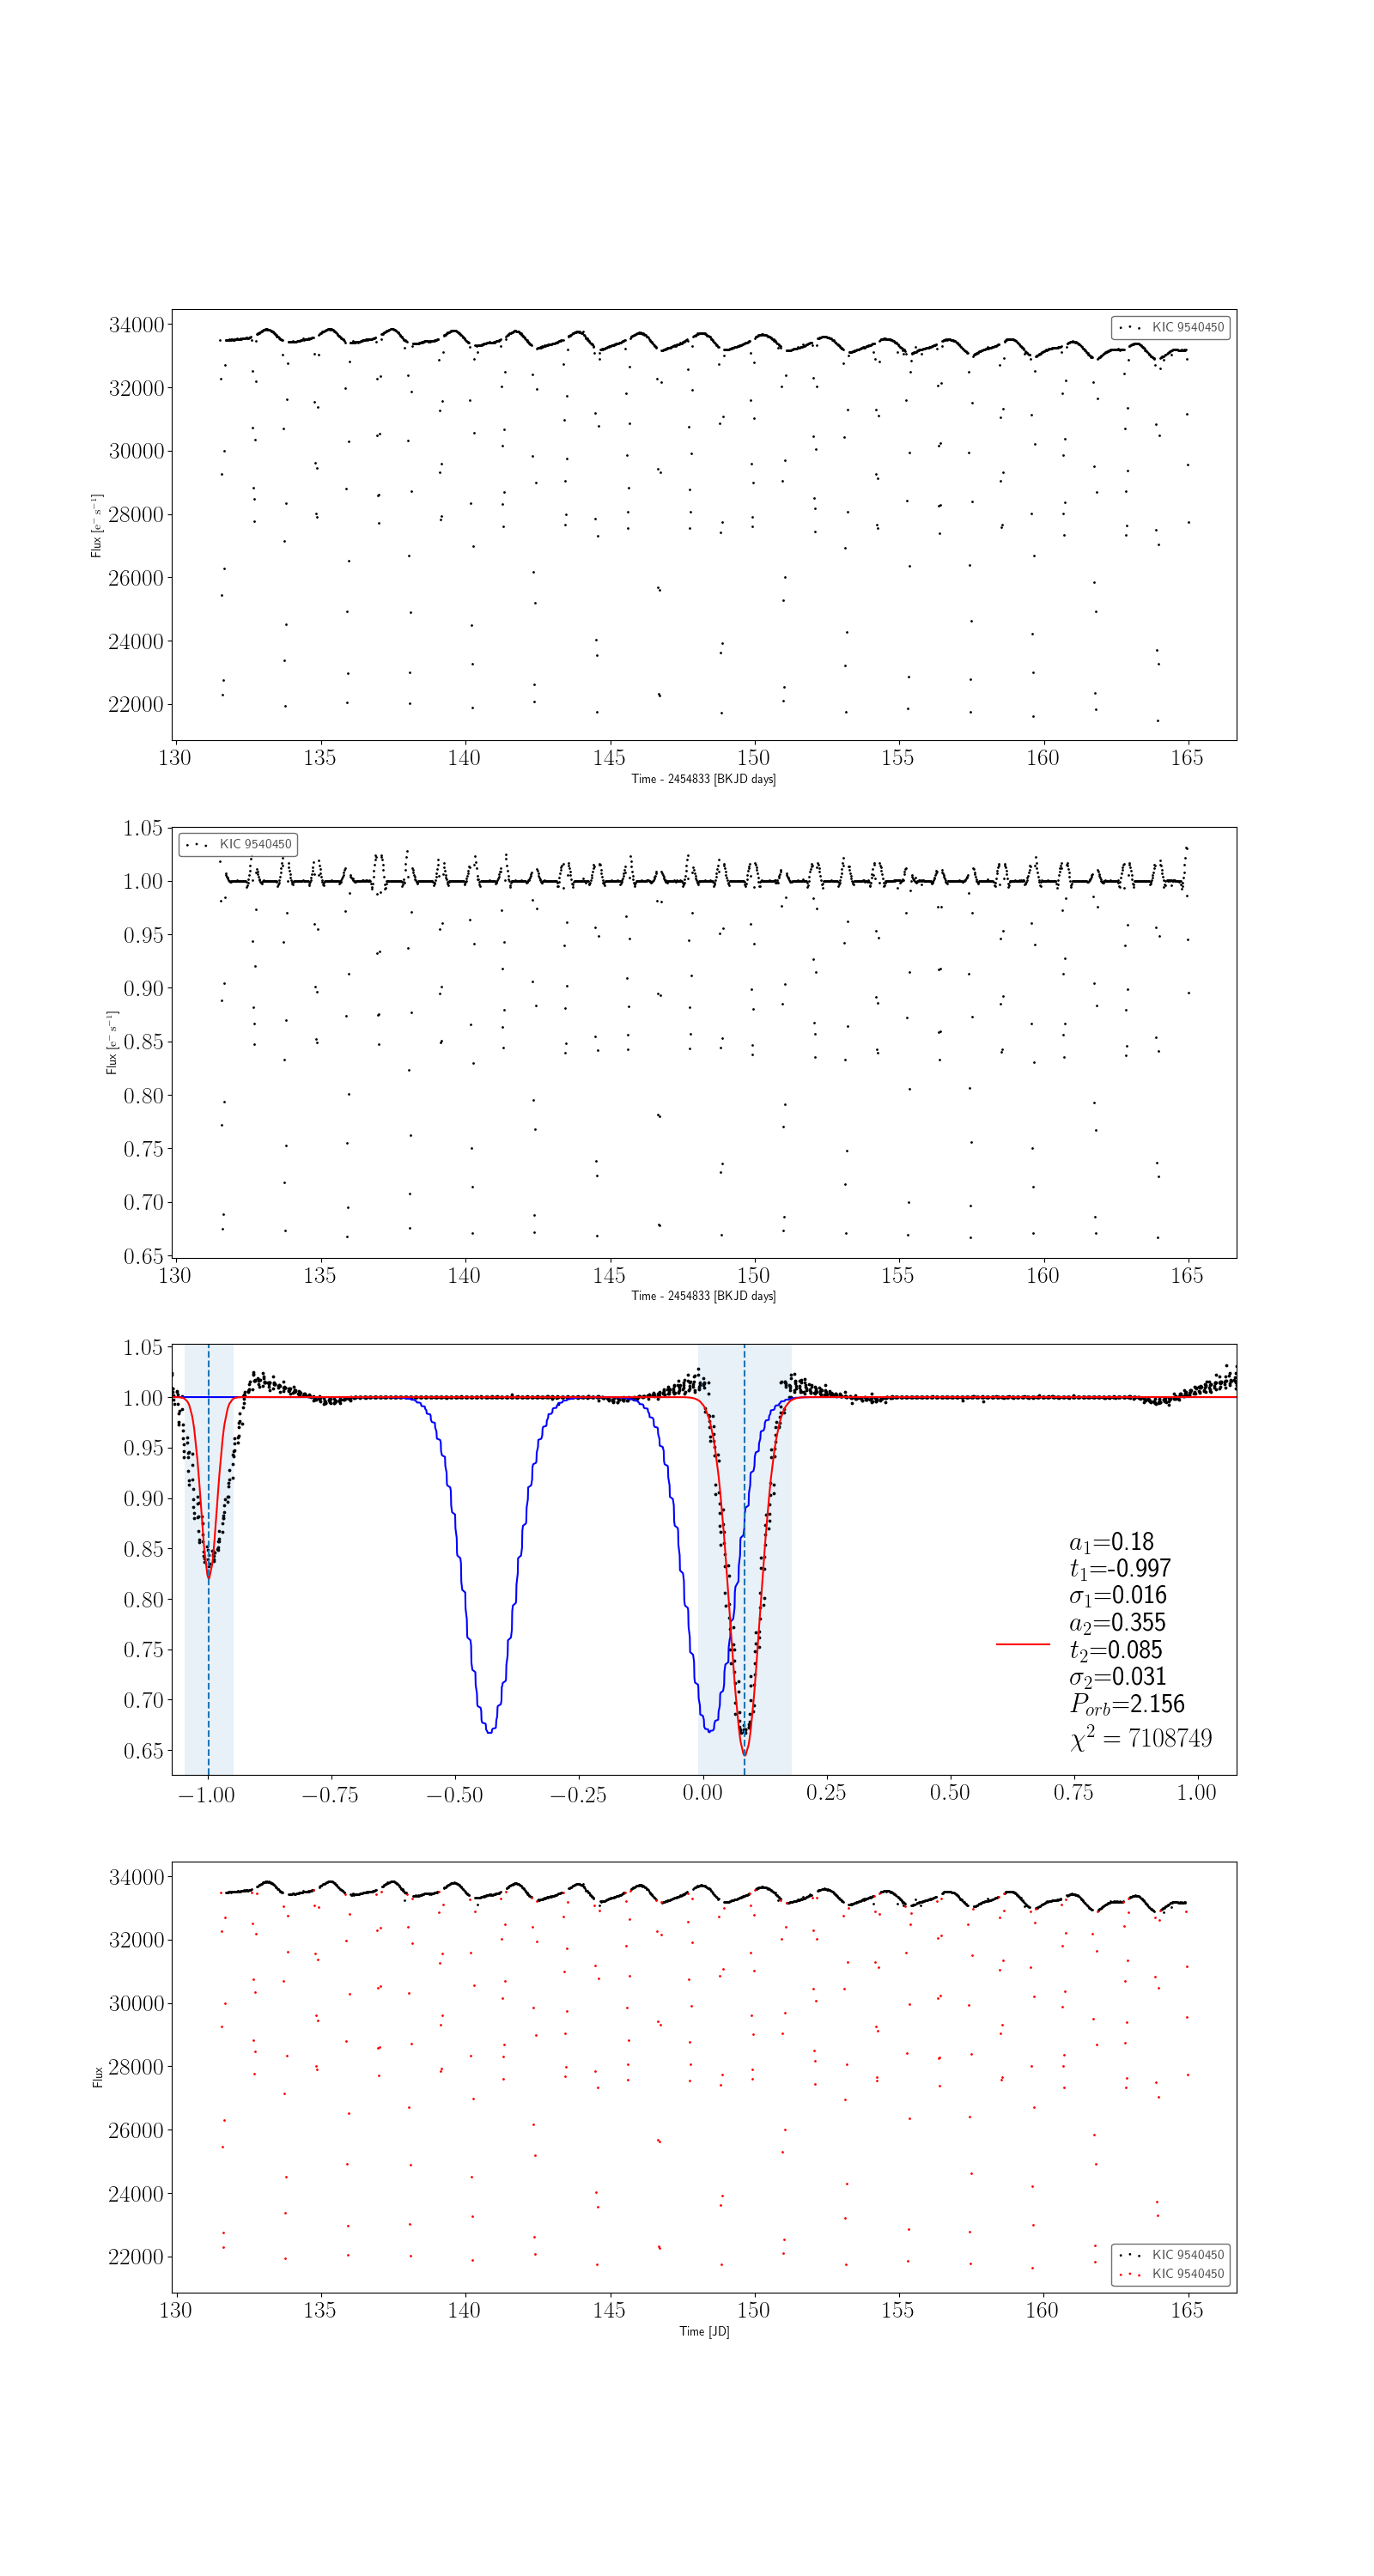 34000
32000
30000
28000
26000
24000
22000
Flux [e⁻ s⁻¹]
KIC 9540450
130 135 140 145 150 155 160 165
Time - 2454833 [BKJD days]
1.05
1.00
0.95
0.90
0.85
0.80
0.75
0.70
0.65
Flux [e⁻ s⁻¹]
KIC 9540450
130 135 140 145 150 155 160 165
Time - 2454833 [BKJD days]
1.05
1.00
0.95
0.90
0.85
0.80
0.75
0.70
0.65
a₁=0.18
t₁=-0.997
σ₁=0.016
a₂=0.355
t₂=0.085
σ₂=0.031
P_orb=2.156
χ² = 7108749
−1.00 −0.75 −0.50 −0.25 0.00 0.25 0.50 0.75 1.00
34000
32000
30000
28000
26000
24000
22000
Flux
KIC 9540450
KIC 9540450
130 135 140 145 150 155 160 165
Time [JD]